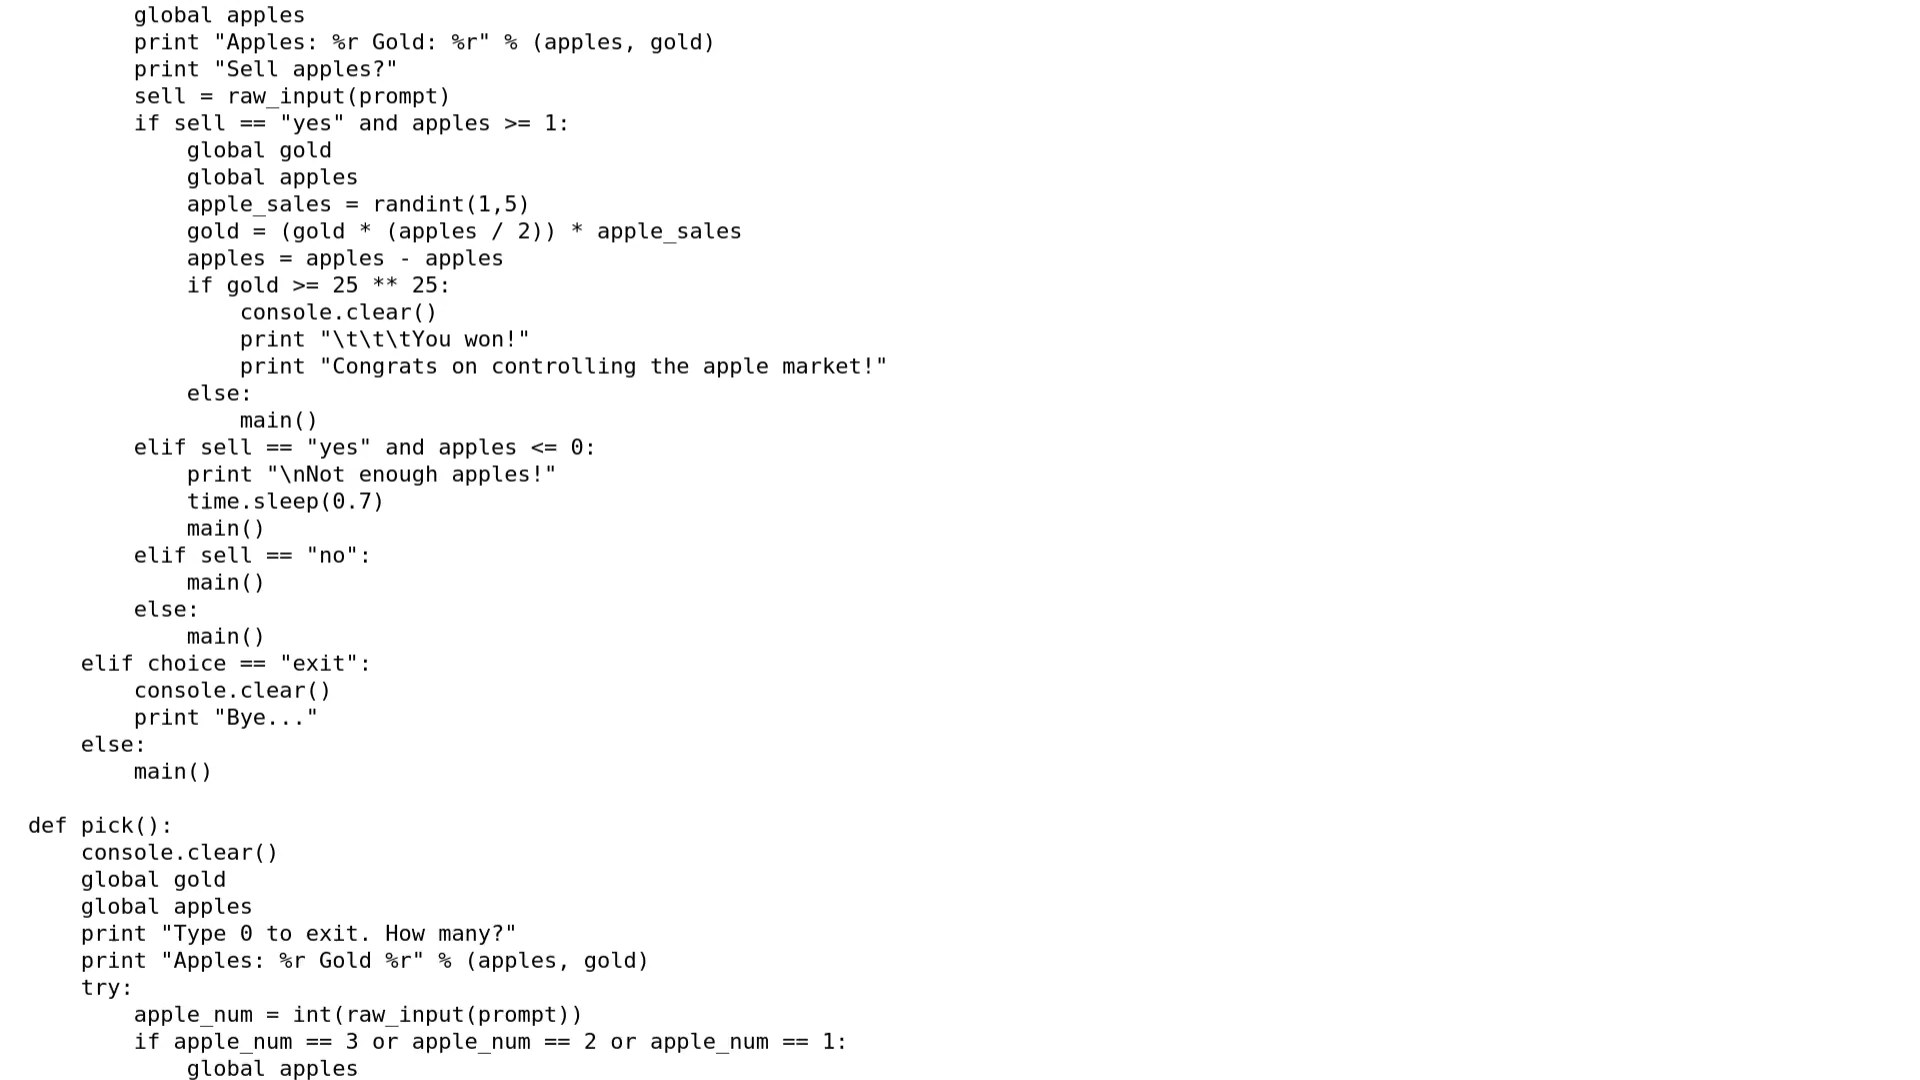 global apples
        print "Apples: %r Gold: %r" % (apples, gold)
        print "Sell apples?"
        sell = raw_input(prompt)
        if sell == "yes" and apples >= 1:
            global gold
            global apples
            apple_sales = randint(1,5)
            gold = (gold * (apples / 2)) * apple_sales
            apples = apples - apples
            if gold >= 25 ** 25:
                console.clear()
                print "\t\t\tYou won!"
                print "Congrats on controlling the apple market!"
            else:
                main()
        elif sell == "yes" and apples <= 0:
            print "\nNot enough apples!"
            time.sleep(0.7)
            main()
        elif sell == "no":
            main()
        else:
            main()
    elif choice == "exit":
        console.clear()
        print "Bye..."
    else:
        main()

def pick():
    console.clear()
    global gold
    global apples
    print "Type 0 to exit. How many?"
    print "Apples: %r Gold %r" % (apples, gold)
    try:
        apple_num = int(raw_input(prompt))
        if apple_num == 3 or apple_num == 2 or apple_num == 1:
            global apples